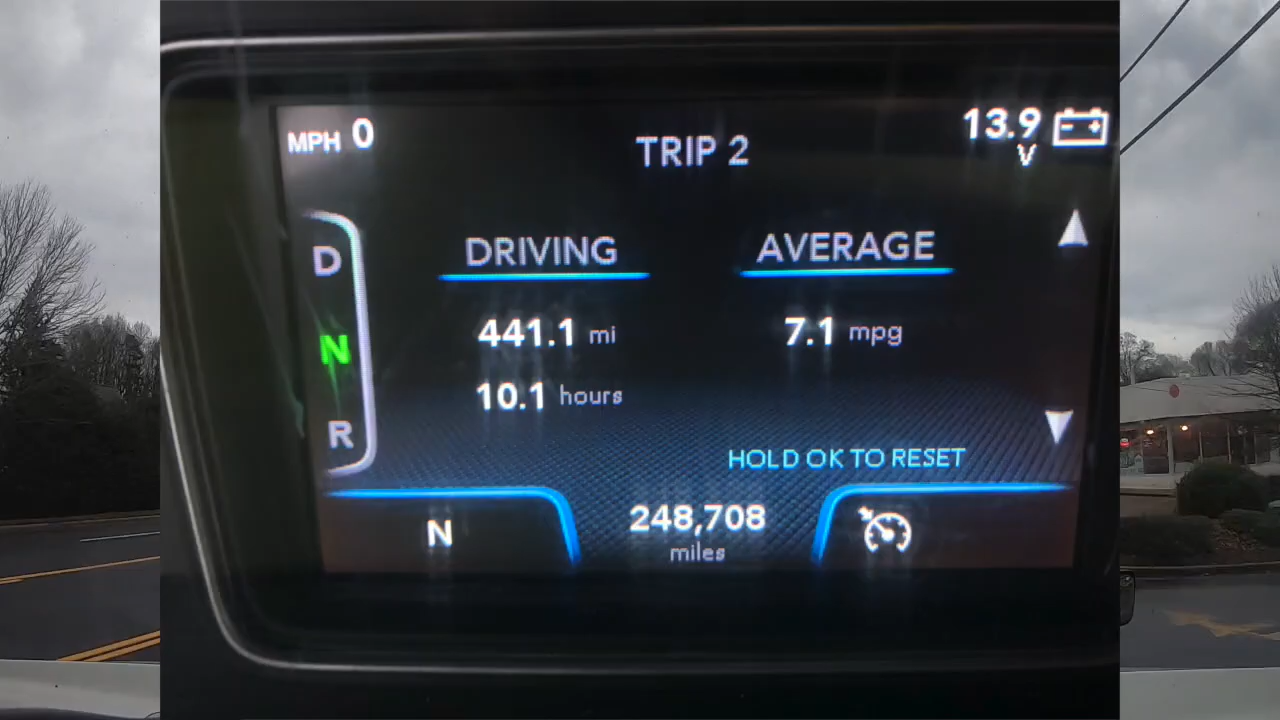 MPH 0
TRIP 2
13.9
V
D
N
R
DRIVING
AVERAGE
441.1 mi
7.1 mpg
10.1 hours
HOLD OK TO RESET
N
248,708
miles